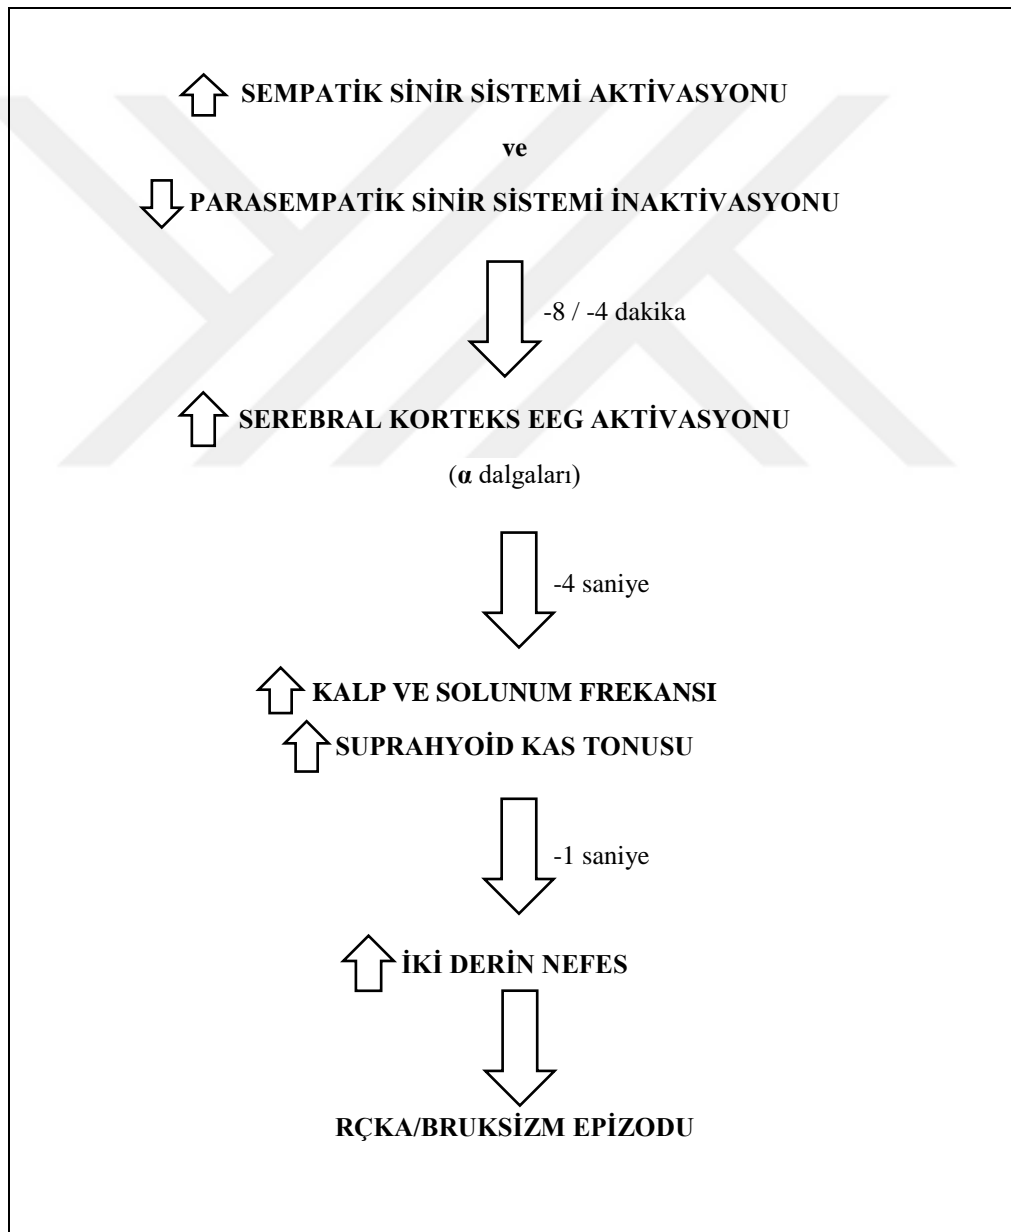 SEMPATİK SİNİR SİSTEMİ AKTİVASYONU
ve
PARASEMPATİK SİNİR SİSTEMİ İNAKTİVASYONU
-8 / -4 dakika
SEREBRAL KORTEKS EEG AKTİVASYONU
(α dalgaları)
-4 saniye
KALP VE SOLUNUM FREKANSI
SUPRAHYOİD KAS TONUSU
-1 saniye
İKİ DERİN NEFES
RÇKA/BRUKSİZM EPİZODU